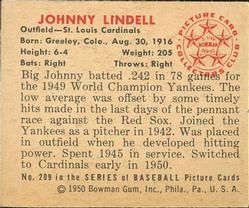 JOHNNY LINDELL
Outfield—St. Louis Cardinals
Born: Greeley, Colo., Aug. 30, 1916
Height: 6-4 Weight: 205
Bats: Right Throws: Right
PICTURE CARD
BOWMAN
COLLECTORS CLUB
Big Johnny batted .242 in 78 games for
the 1949 World Champion Yankees. The
low average was offset by some timely
hits made in the last days of the pennant
race against the Red Sox. Joined the
Yankees as a pitcher in 1942. Was placed
in outfield when he developed hitting
power. Spent 1945 in service. Switched
to Cardinals early in 1950.
No. 209 in the SERIES of BASEBALL Picture Cards
© 1950 Bowman Gum, Inc., Phila., Pa., U. S. A.